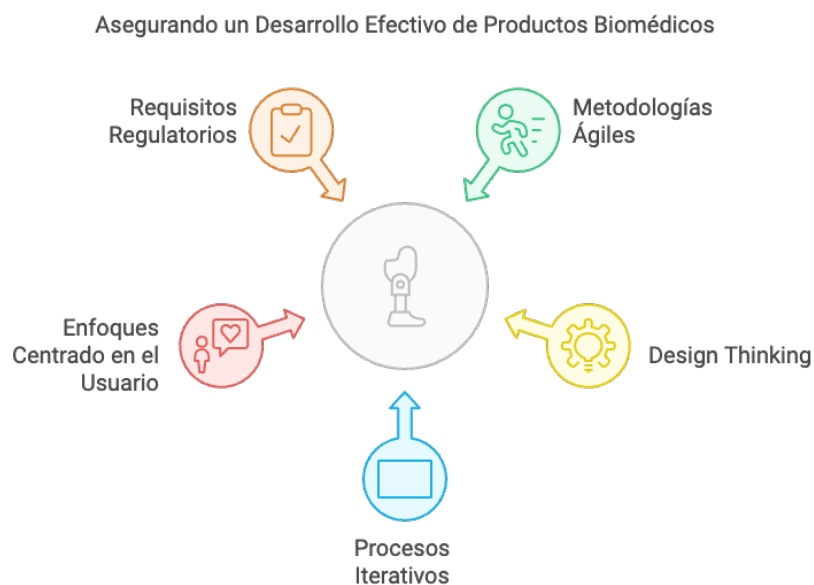 Asegurando un Desarrollo Efectivo de Productos Biomédicos
Requisitos
Regulatorios
Metodologías
Ágiles
Enfoques
Centrado en el
Usuario
Design Thinking
Procesos
Iterativos